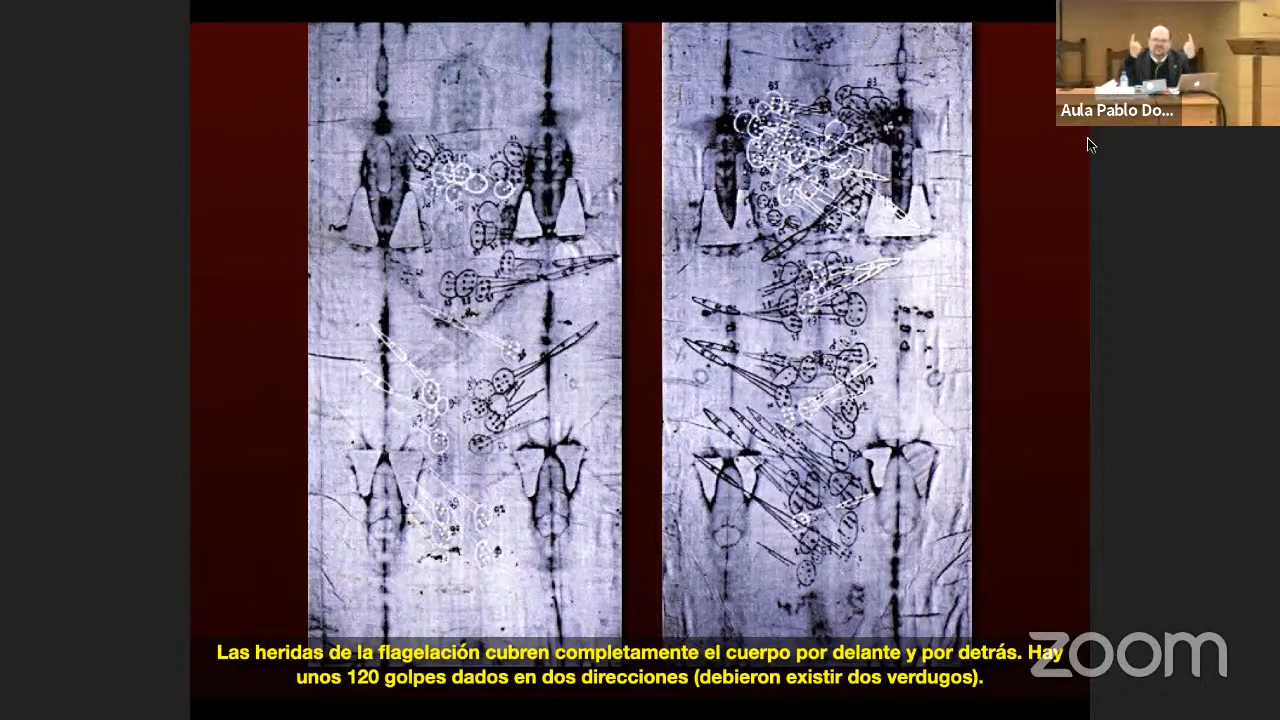 Aula Pablo Do...
Las heridas de la flagelación cubren completamente el cuerpo por delante y por detrás. Hay
unos 120 golpes dados en dos direcciones (debieron existir dos verdugos).
zoom